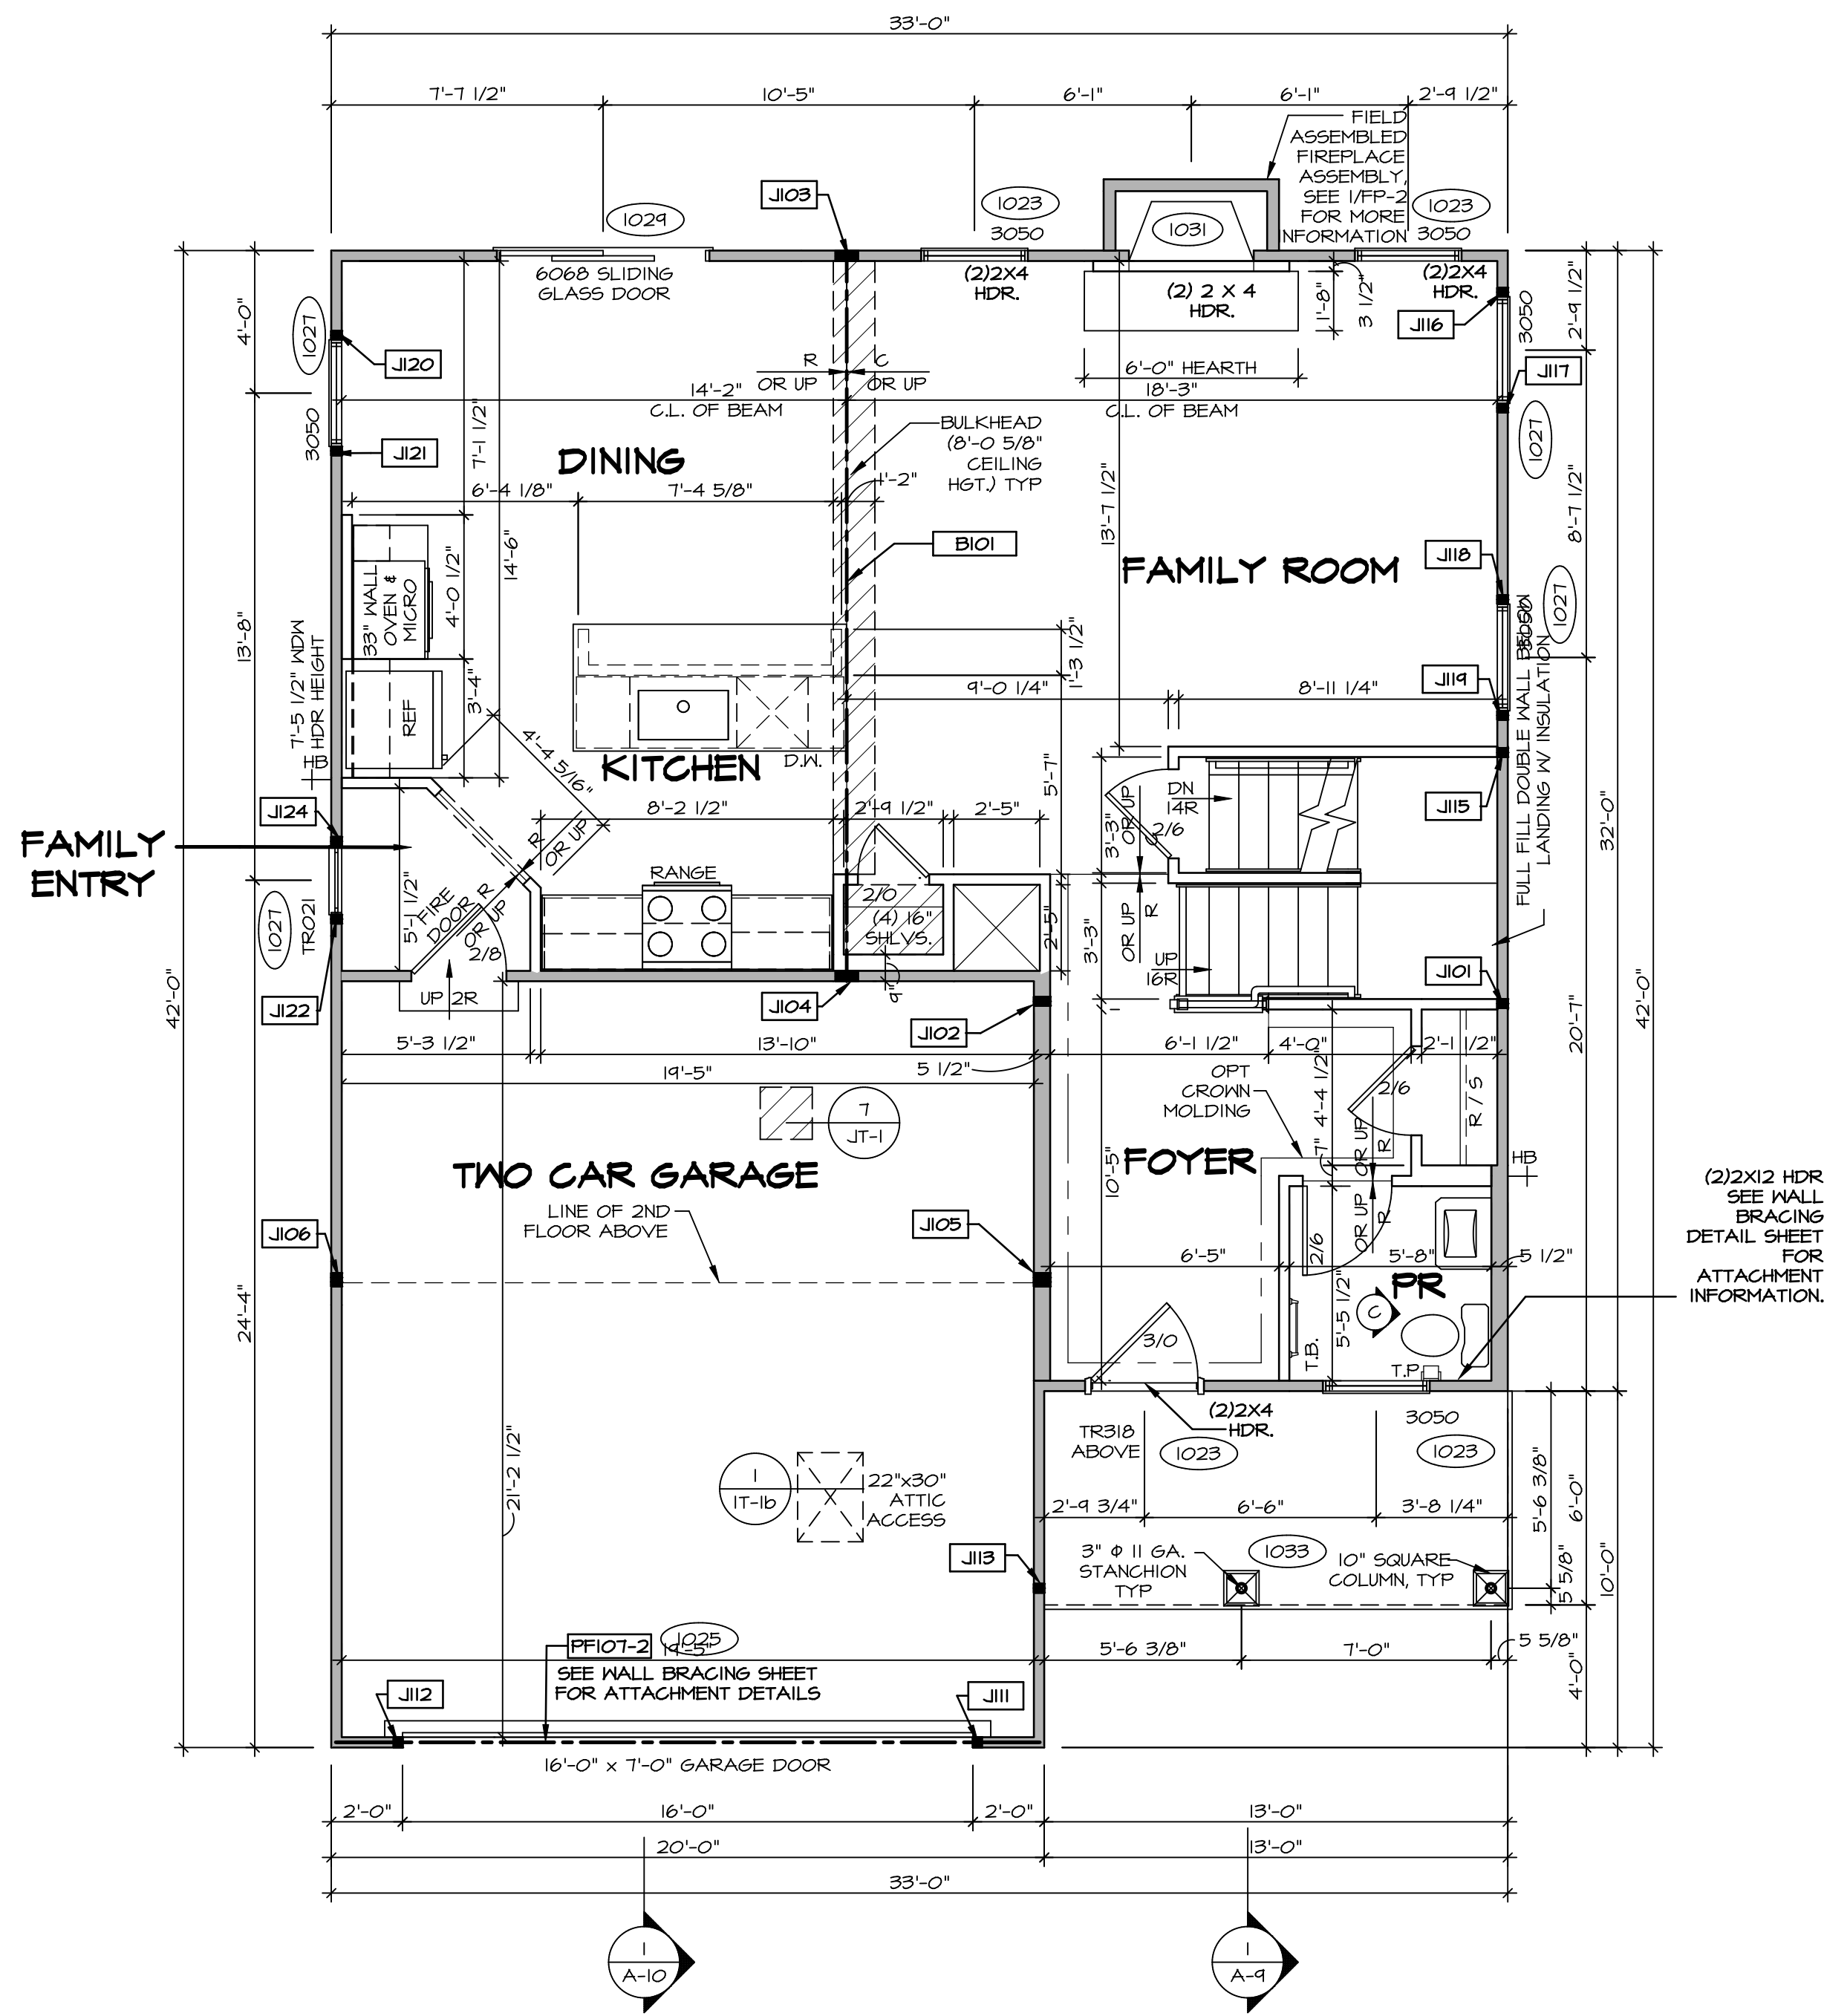 33'-0"
7'-7 1/2"
10'-5"
6'-1"
6'-1"
2'-9 1/2"
FIELD
ASSEMBLED
FIREPLACE
ASSEMBLY,
SEE 1/FP-2
FOR MORE
INFORMATION
J103
1029
1023
3050
1031
1023
3050
6068 SLIDING
GLASS DOOR
(2)2X4
HDR.
(2) 2 X 4
HDR.
1'-8"
3 1/2"
(2)2X4
HDR.
J116
3050
2'-9 1/2"
4'-0"
1027
J120
3050
J121
R
OR UP
C
OR UP
6'-0" HEARTH
14'-2"
C.L. OF BEAM
18'-3"
C.L. OF BEAM
J117
1027
7'-1 1/2"
DINING
BULKHEAD
(8'-0 5/8"
CEILING
HGT.) TYP
6'-4 1/8"
7'-4 5/8"
1'-2"
13'-7 1/2"
8'-7 1/2"
B101
14'-6"
FAMILY ROOM
J118
1027
3050
33" WALL
OVEN &
MICRO
4'-0 1/2"
13'-8"
7'-5 1/2" WDW
HDR HEIGHT
HB
REF
3'-4"
4'-4 5/16"
1'-3 1/2"
9'-0 1/4"
8'-11 1/4"
J119
FULL FILL DOUBLE WALL BELOW
LANDING W/ INSULATION
32'-0"
KITCHEN
D.W.
5'-7"
DN
14R
J115
J124
FAMILY
ENTRY
8'-2 1/2"
2'-9 1/2"
2'-5"
R
OR UP
3'-3"
OR UP
2/6
RANGE
2/0
(4) 16"
SHLVS.
2'-5"
9"
3'-3"
OR UP
R
UP
16R
J101
1027
TR021
5'-1 1/2"
FIRE
DOOR
R
OR UP
2/8
J122
UP 2R
J104
J102
42'-0"
20'-7"
42'-0"
5'-3 1/2"
13'-10"
5 1/2"
6'-1 1/2"
4'-0"
2'-1 1/2"
19'-5"
7
JT-1
OPT
CROWN
MOLDING
4'-4 1/2"
2/6
R / S
7"
OR UP
R
OR UP
R
HB
TWO CAR GARAGE
LINE OF 2ND
FLOOR ABOVE
FOYER
10'-5"
J106
J105
6'-5"
2/6
5'-8"
5 1/2"
PR
C
5'-5 1/2"
T.B.
T.P.
(2)2X12 HDR
SEE WALL
BRACING
DETAIL SHEET
FOR
ATTACHMENT
INFORMATION.
24'-4"
3/0
(2)2X4
HDR.
TR318
ABOVE
1023
3050
1023
21'-2 1/2"
1
1T-1b
22"x30"
ATTIC
ACCESS
2'-9 3/4"
6'-6"
3'-8 1/4"
5'-6 3/8"
6'-0"
10'-0"
J113
3" Φ 11 GA.
STANCHION
TYP
1033
10" SQUARE
COLUMN, TYP
5 5/8"
PF107-2
1025
19'-5"
SEE WALL BRACING SHEET
FOR ATTACHMENT DETAILS
5'-6 3/8"
7'-0"
5 5/8"
4'-0"
J112
J111
16'-0" x 7'-0" GARAGE DOOR
2'-0"
16'-0"
2'-0"
13'-0"
20'-0"
13'-0"
33'-0"
1
A-10
1
A-9